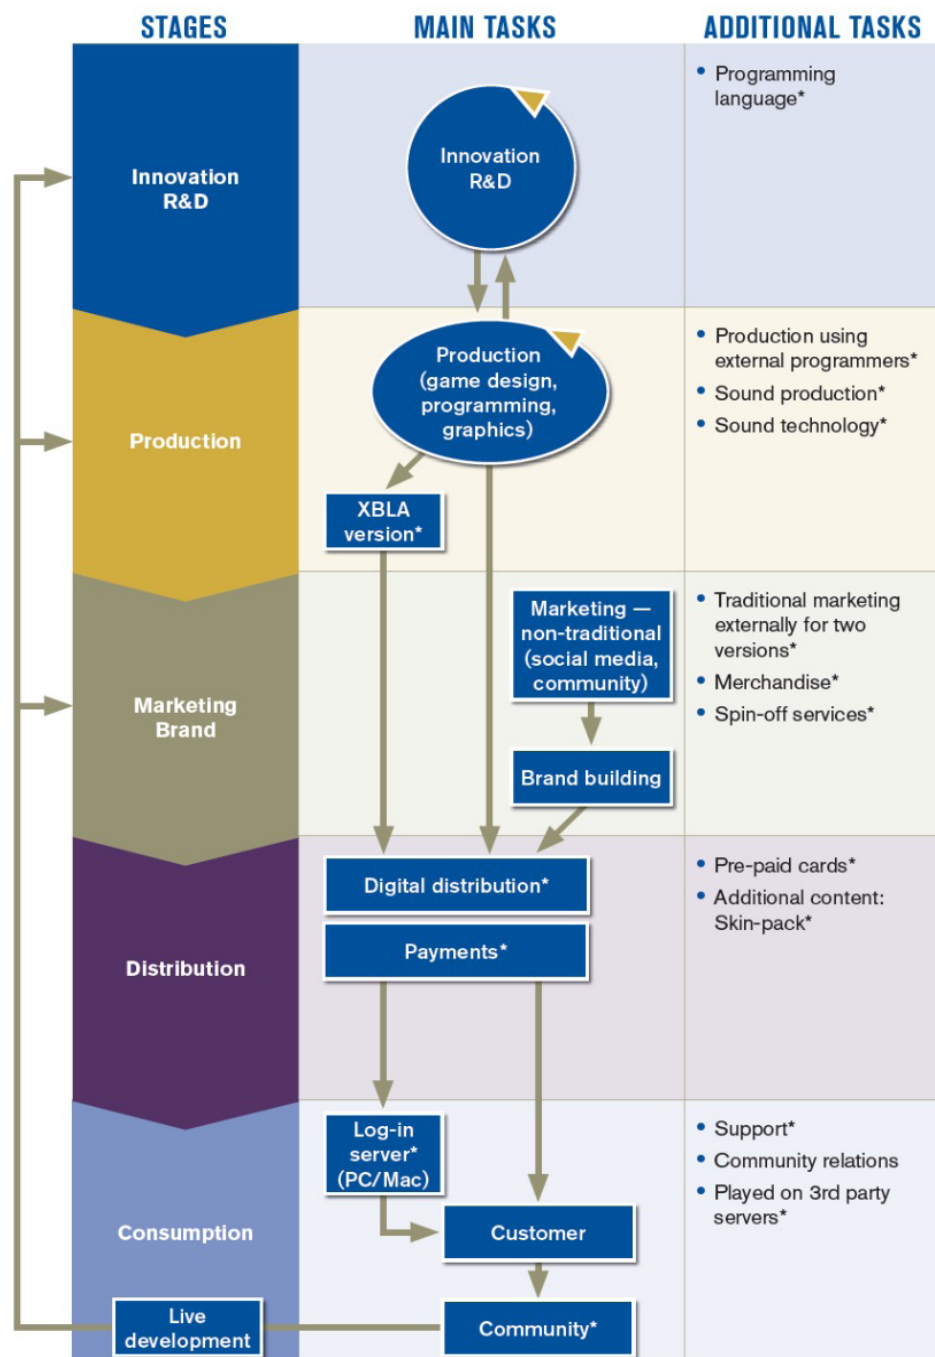 STAGES
MAIN TASKS
ADDITIONAL TASKS
Innovation
R&D
Innovation
R&D
• Programming
language*
Production
Production
(game design,
programming,
graphics)
XBLA
version*
• Production using
external programmers*
• Sound production*
• Sound technology*
Marketing
Brand
Marketing —
non-traditional
(social media,
community)
Brand building
• Traditional marketing
externally for two
versions*
• Merchandise*
• Spin-off services*
Distribution
Digital distribution*
Payments*
• Pre-paid cards*
• Additional content:
Skin-pack*
Consumption
Log-in
server*
(PC/Mac)
Customer
• Support*
• Community relations
• Played on 3rd party
servers*
Live
development
Community*